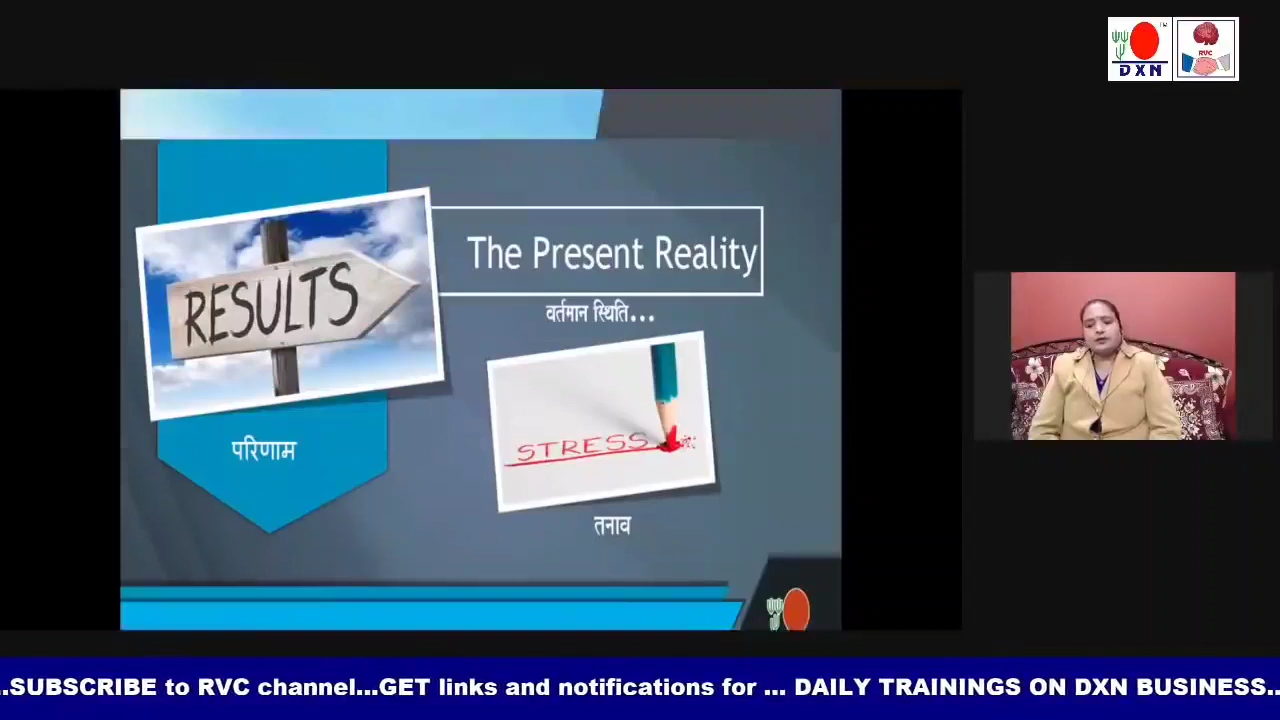 DXN
RVC
The Present Reality
वर्तमान स्थिति...
RESULTS
परिणाम
STRESS
तनाव
..SUBSCRIBE to RVC channel...GET links and notifications for ... DAILY TRAININGS ON DXN BUSINESS..